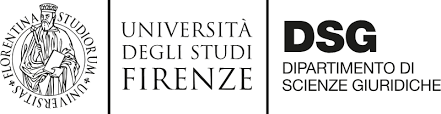 FLORENTINA STUDIORUM UNIVERSITAS
UNIVERSITÀ
DEGLI STUDI
FIRENZE
DSG
DIPARTIMENTO DI
SCIENZE GIURIDICHE